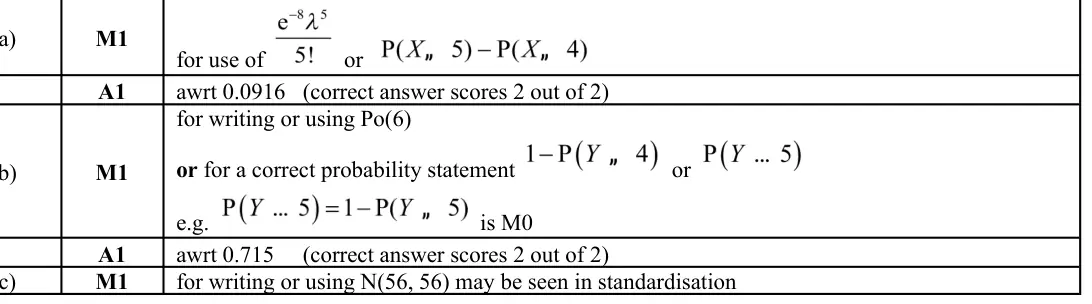 a) M1 for use of e⁻⁸λ⁵ / 5! or P(X „ 5) − P(X „ 4)
A1 awrt 0.0916 (correct answer scores 2 out of 2)
b) M1 for writing or using Po(6)
or for a correct probability statement 1 − P(Y „ 4) or P(Y ... 5)
e.g. P(Y ... 5) = 1 − P(Y „ 5) is M0
A1 awrt 0.715 (correct answer scores 2 out of 2)
c) M1 for writing or using N(56, 56) may be seen in standardisation